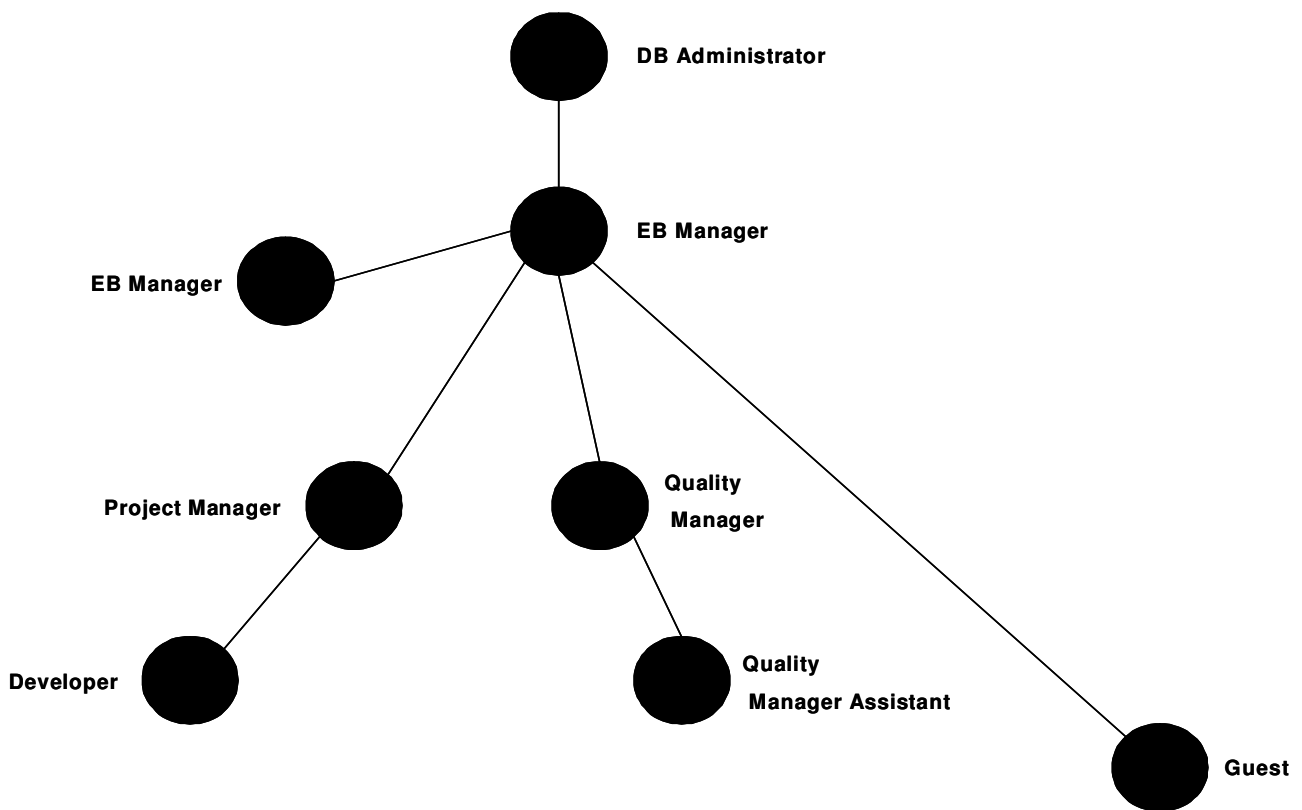 DB Administrator
EB Manager
EB Manager
Project Manager
Quality
Manager
Developer
Quality
Manager Assistant
Guest